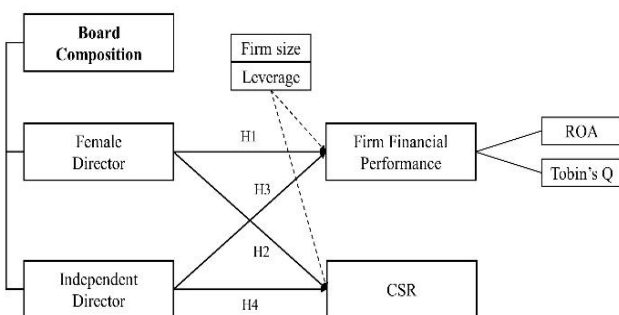 Board
Composition
Firm size
Leverage
Female
Director
H1
Firm Financial
Performance
ROA
Tobin's Q
H3
H2
Independent
Director
H4
CSR